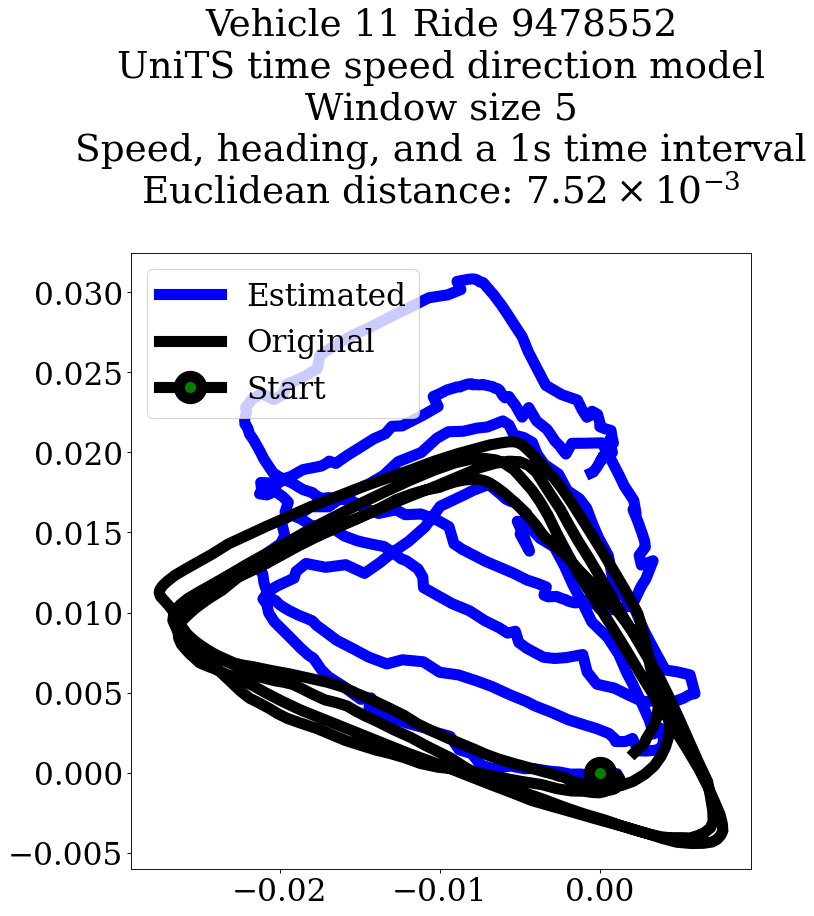 Vehicle 11 Ride 9478552
UniTS time speed direction model
Window size 5
Speed, heading, and a 1s time interval
Euclidean distance: 7.52 × 10⁻³
Estimated
Original
Start
0.030
0.025
0.020
0.015
0.010
0.005
0.000
−0.005
−0.02 −0.01 0.00